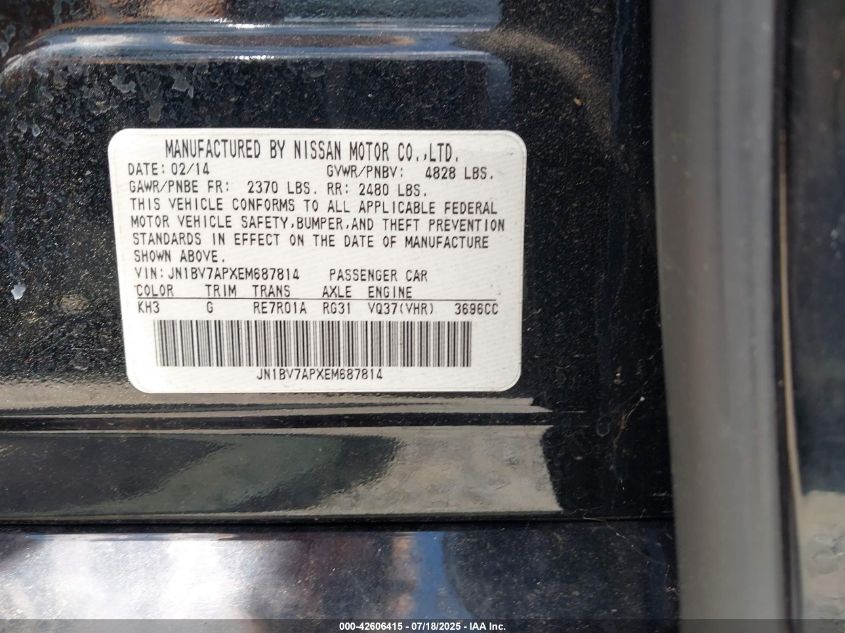 MANUFACTURED BY NISSAN MOTOR CO.,LTD.
DATE: 02/14 GVWR/PNBV: 4828 LBS.
GAWR/PNBE FR: 2370 LBS. RR: 2480 LBS.
THIS VEHICLE CONFORMS TO ALL APPLICABLE FEDERAL
MOTOR VEHICLE SAFETY,BUMPER,AND THEFT PREVENTION
STANDARDS IN EFFECT ON THE DATE OF MANUFACTURE
SHOWN ABOVE.
VIN: JN1BV7APXEM687814 PASSENGER CAR
COLOR TRIM TRANS AXLE ENGINE
KH3 G RE7R01A RG31 VQ37(VHR) 3696CC
JN1BV7APXEM687814
000-42606415 - 07/18/2025 - IAA Inc.